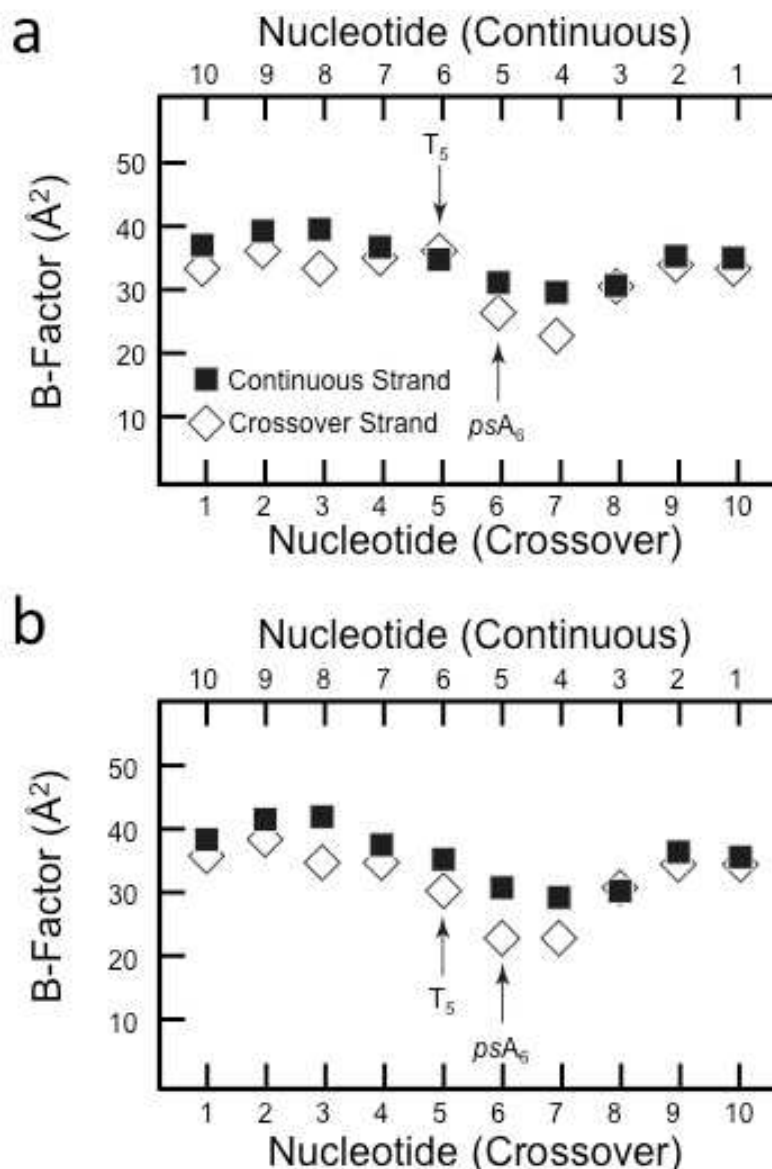 a
Nucleotide (Continuous)
10 9 8 7 6 5 4 3 2 1
T₅
50
40
30
20
10
B-Factor (Å²)
Continuous Strand
Crossover Strand
psA₆
1 2 3 4 5 6 7 8 9 10
Nucleotide (Crossover)
b
Nucleotide (Continuous)
10 9 8 7 6 5 4 3 2 1
50
40
30
20
10
B-Factor (Å²)
T₅
psA₆
1 2 3 4 5 6 7 8 9 10
Nucleotide (Crossover)